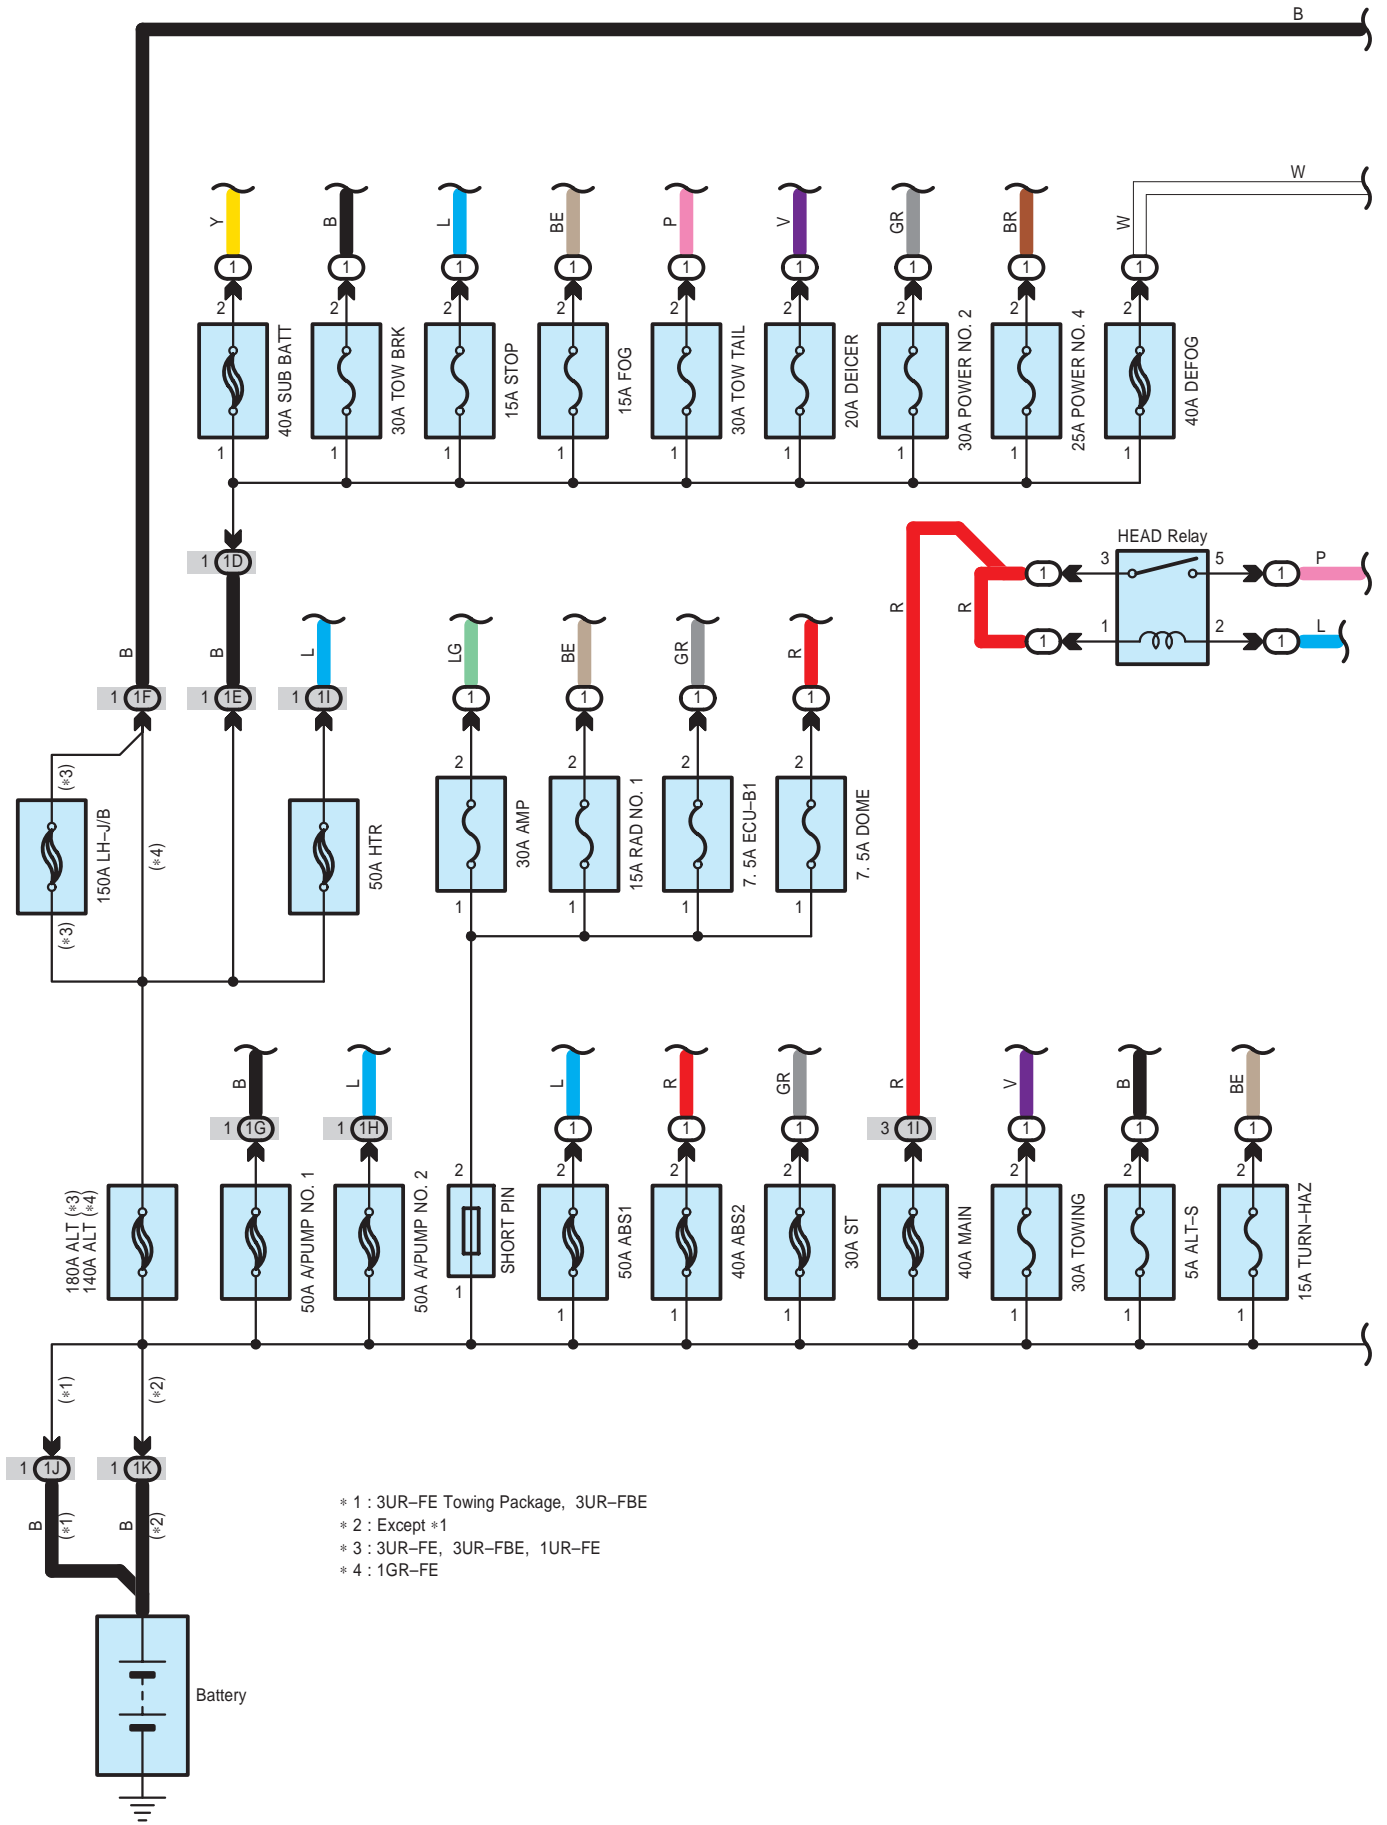 B
W
Y
B
L
BE
P
V
GR
BR
W
1
1
1
1
1
1
1
1
1
2
2
2
2
2
2
2
2
2
40A SUB BATT
30A TOW BRK
15A STOP
15A FOG
30A TOW TAIL
20A DEICER
30A POWER NO. 2
25A POWER NO. 4
40A DEFOG
1
1
1
1
1
1
1
1
1
HEAD Relay
1 1D
1
3
5
1
P
R
R
1
1
2
1
L
B
B
L
LG
BE
GR
R
1 1F
1 1E
1 1I
1
1
1
1
2
2
2
2
(*3)
150A LH–J/B
(*4)
50A HTR
30A AMP
15A RAD NO. 1
7. 5A ECU–B1
7. 5A DOME
(*3)
1
1
1
1
B
L
L
R
GR
R
V
B
BE
1 1G
1 1H
1
1
1
3 1I
1
1
1
2
2
2
2
2
2
2
180A ALT (*3)
140A ALT (*4)
50A A/PUMP NO. 1
50A A/PUMP NO. 2
SHORT PIN
50A ABS1
40A ABS2
30A ST
40A MAIN
30A TOWING
5A ALT–S
15A TURN–HAZ
1
1
1
1
1
1
1
(*1)
(*2)
1 1J
1 1K
B
(*1)
B
(*2)
* 1 : 3UR–FE Towing Package, 3UR–FBE
* 2 : Except *1
* 3 : 3UR–FE, 3UR–FBE, 1UR–FE
* 4 : 1GR–FE
Battery